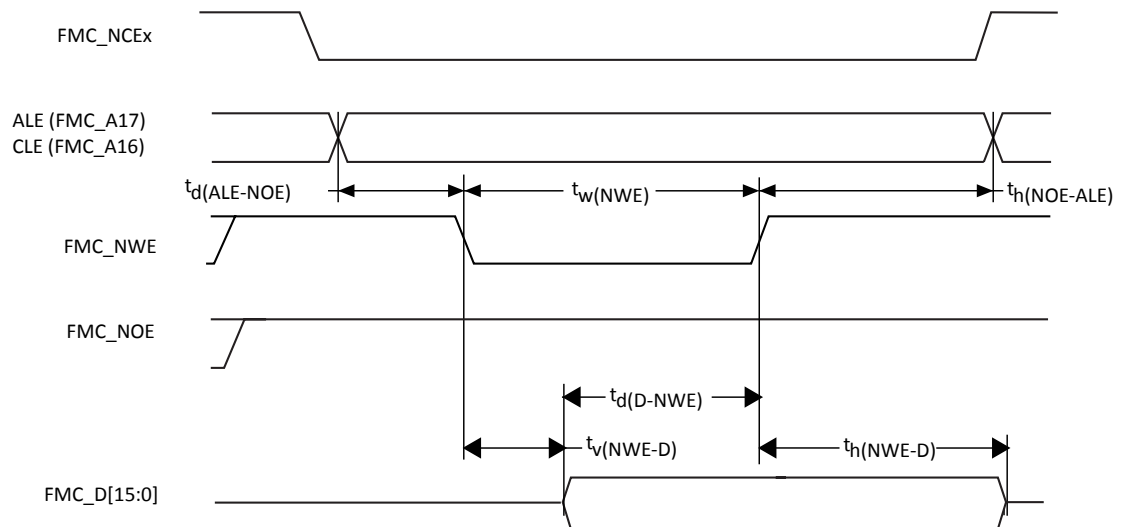 FMC_NCEx
ALE (FMC_A17)
CLE (FMC_A16)
td(ALE-NOE)
tw(NWE)
th(NOE-ALE)
FMC_NWE
FMC_NOE
td(D-NWE)
tv(NWE-D)
th(NWE-D)
FMC_D[15:0]